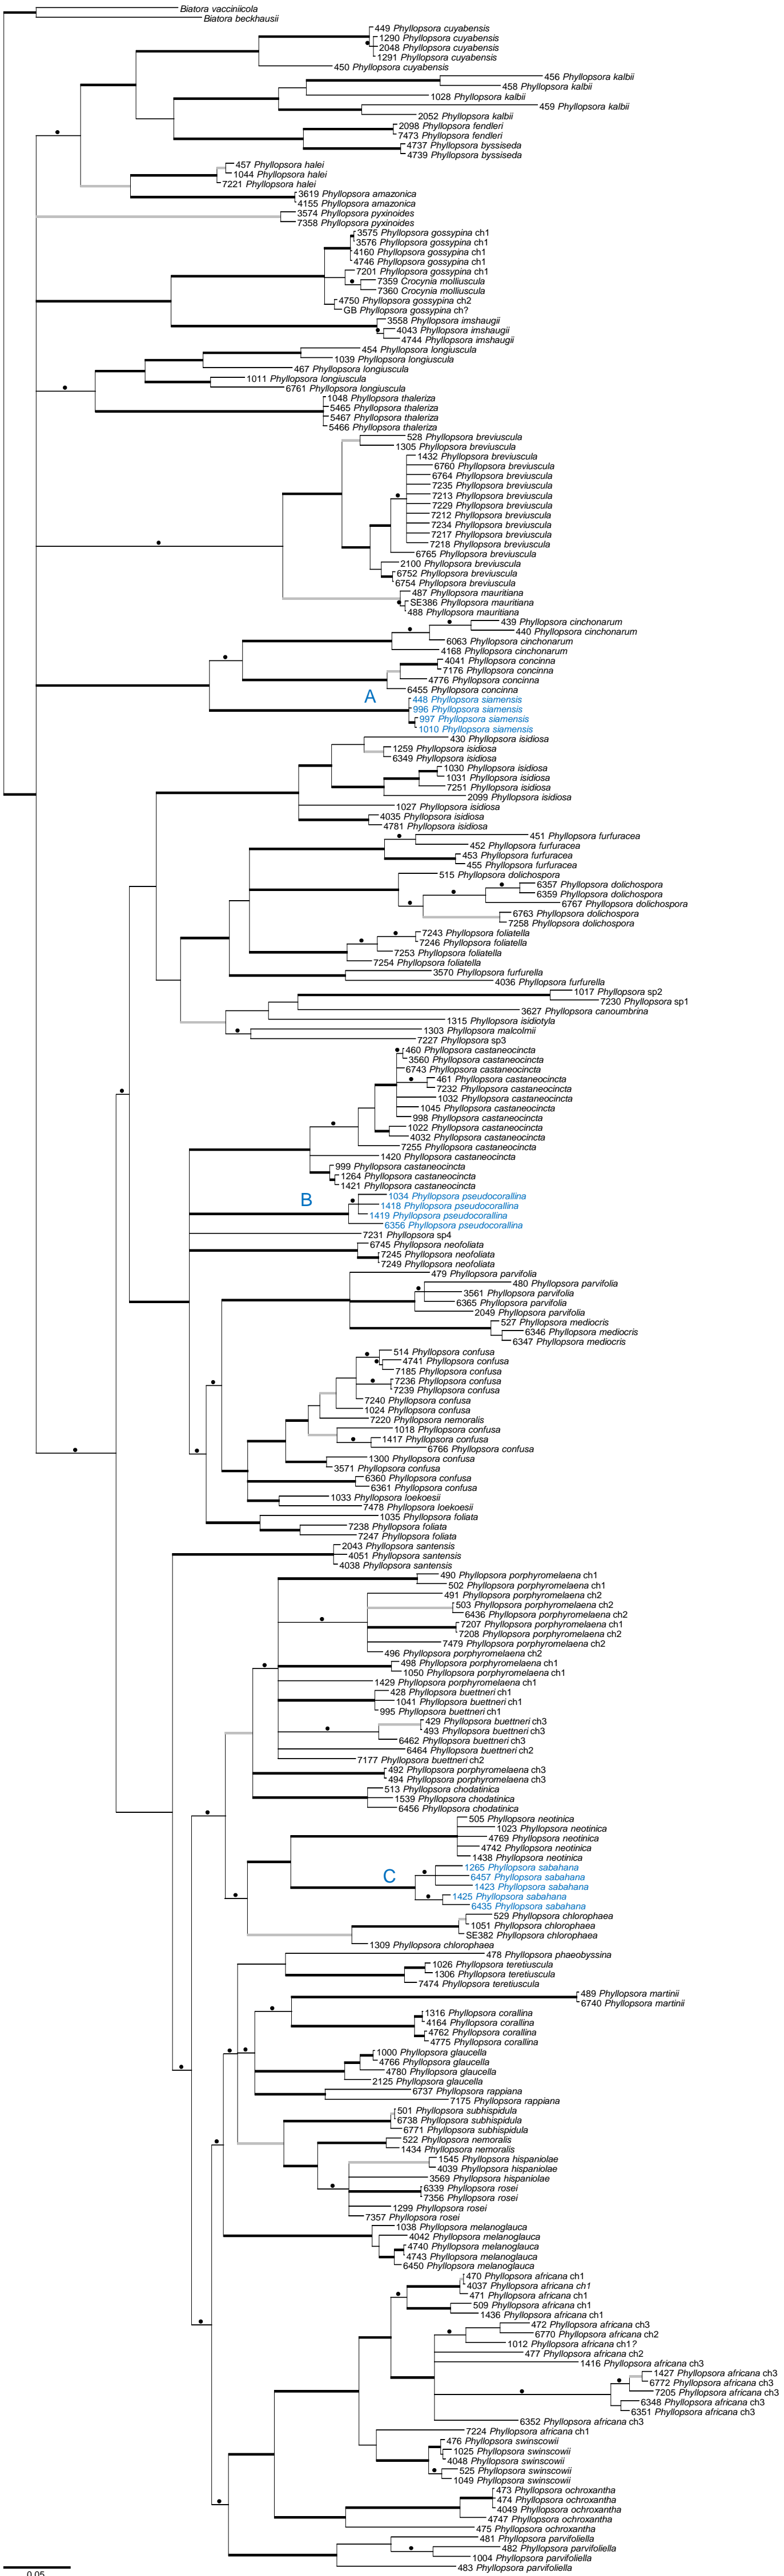 Biatora vacciniicola
Biatora beckhausii
449 Phyllopsora cuyabensis
1290 Phyllopsora cuyabensis
2048 Phyllopsora cuyabensis
1291 Phyllopsora cuyabensis
450 Phyllopsora cuyabensis
456 Phyllopsora kalbii
458 Phyllopsora kalbii
1028 Phyllopsora kalbii
459 Phyllopsora kalbii
2052 Phyllopsora kalbii
2098 Phyllopsora fendleri
7473 Phyllopsora fendleri
4737 Phyllopsora byssiseda
4739 Phyllopsora byssiseda
457 Phyllopsora halei
1044 Phyllopsora halei
7221 Phyllopsora halei
3619 Phyllopsora amazonica
4155 Phyllopsora amazonica
3574 Phyllopsora pyxinoides
7358 Phyllopsora pyxinoides
3575 Phyllopsora gossypina ch1
3576 Phyllopsora gossypina ch1
4160 Phyllopsora gossypina ch1
4746 Phyllopsora gossypina ch1
7201 Phyllopsora gossypina ch1
7359 Crocynia molliuscula
7360 Crocynia molliuscula
4750 Phyllopsora gossypina ch2
GB Phyllopsora gossypina ch?
3558 Phyllopsora imshaugii
4043 Phyllopsora imshaugii
4744 Phyllopsora imshaugii
454 Phyllopsora longiuscula
1039 Phyllopsora longiuscula
467 Phyllopsora longiuscula
1011 Phyllopsora longiuscula
6761 Phyllopsora longiuscula
1048 Phyllopsora thaleriza
5465 Phyllopsora thaleriza
5467 Phyllopsora thaleriza
5466 Phyllopsora thaleriza
528 Phyllopsora breviuscula
1305 Phyllopsora breviuscula
1432 Phyllopsora breviuscula
6760 Phyllopsora breviuscula
6764 Phyllopsora breviuscula
7235 Phyllopsora breviuscula
7213 Phyllopsora breviuscula
7229 Phyllopsora breviuscula
7212 Phyllopsora breviuscula
7234 Phyllopsora breviuscula
7217 Phyllopsora breviuscula
7218 Phyllopsora breviuscula
6765 Phyllopsora breviuscula
2100 Phyllopsora breviuscula
6752 Phyllopsora breviuscula
6754 Phyllopsora breviuscula
487 Phyllopsora mauritiana
SE386 Phyllopsora mauritiana
488 Phyllopsora mauritiana
439 Phyllopsora cinchonarum
440 Phyllopsora cinchonarum
6063 Phyllopsora cinchonarum
4168 Phyllopsora cinchonarum
4041 Phyllopsora concinna
7176 Phyllopsora concinna
4776 Phyllopsora concinna
6455 Phyllopsora concinna
A
448 Phyllopsora siamensis
996 Phyllopsora siamensis
997 Phyllopsora siamensis
1010 Phyllopsora siamensis
430 Phyllopsora isidiosa
1259 Phyllopsora isidiosa
6349 Phyllopsora isidiosa
1030 Phyllopsora isidiosa
1031 Phyllopsora isidiosa
7251 Phyllopsora isidiosa
2099 Phyllopsora isidiosa
1027 Phyllopsora isidiosa
4035 Phyllopsora isidiosa
4781 Phyllopsora isidiosa
451 Phyllopsora furfuracea
452 Phyllopsora furfuracea
453 Phyllopsora furfuracea
455 Phyllopsora furfuracea
515 Phyllopsora dolichospora
6357 Phyllopsora dolichospora
6359 Phyllopsora dolichospora
6767 Phyllopsora dolichospora
6763 Phyllopsora dolichospora
7258 Phyllopsora dolichospora
7243 Phyllopsora foliatella
7246 Phyllopsora foliatella
7253 Phyllopsora foliatella
7254 Phyllopsora foliatella
3570 Phyllopsora furfurella
4036 Phyllopsora furfurella
1017 Phyllopsora sp2
7230 Phyllopsora sp1
3627 Phyllopsora canoumbrina
1315 Phyllopsora isidiotyla
1303 Phyllopsora malcolmii
7227 Phyllopsora sp3
460 Phyllopsora castaneocincta
3560 Phyllopsora castaneocincta
6743 Phyllopsora castaneocincta
461 Phyllopsora castaneocincta
7232 Phyllopsora castaneocincta
1032 Phyllopsora castaneocincta
1045 Phyllopsora castaneocincta
998 Phyllopsora castaneocincta
1022 Phyllopsora castaneocincta
4032 Phyllopsora castaneocincta
7255 Phyllopsora castaneocincta
1420 Phyllopsora castaneocincta
999 Phyllopsora castaneocincta
1264 Phyllopsora castaneocincta
1421 Phyllopsora castaneocincta
B
1034 Phyllopsora pseudocorallina
1418 Phyllopsora pseudocorallina
1419 Phyllopsora pseudocorallina
6356 Phyllopsora pseudocorallina
7231 Phyllopsora sp4
6745 Phyllopsora neofoliata
7245 Phyllopsora neofoliata
7249 Phyllopsora neofoliata
479 Phyllopsora parvifolia
480 Phyllopsora parvifolia
3561 Phyllopsora parvifolia
6365 Phyllopsora parvifolia
2049 Phyllopsora parvifolia
527 Phyllopsora mediocris
6346 Phyllopsora mediocris
6347 Phyllopsora mediocris
514 Phyllopsora confusa
4741 Phyllopsora confusa
7185 Phyllopsora confusa
7236 Phyllopsora confusa
7239 Phyllopsora confusa
7240 Phyllopsora confusa
1024 Phyllopsora confusa
7220 Phyllopsora nemoralis
1018 Phyllopsora confusa
1417 Phyllopsora confusa
6766 Phyllopsora confusa
1300 Phyllopsora confusa
3571 Phyllopsora confusa
6360 Phyllopsora confusa
6361 Phyllopsora confusa
1033 Phyllopsora loekoesii
7478 Phyllopsora loekoesii
1035 Phyllopsora foliata
7238 Phyllopsora foliata
7247 Phyllopsora foliata
2043 Phyllopsora santensis
4051 Phyllopsora santensis
4038 Phyllopsora santensis
490 Phyllopsora porphyromelaena ch1
502 Phyllopsora porphyromelaena ch1
491 Phyllopsora porphyromelaena ch2
503 Phyllopsora porphyromelaena ch2
6436 Phyllopsora porphyromelaena ch2
7207 Phyllopsora porphyromelaena ch1
7208 Phyllopsora porphyromelaena ch2
7479 Phyllopsora porphyromelaena ch2
496 Phyllopsora porphyromelaena ch2
498 Phyllopsora porphyromelaena ch1
1050 Phyllopsora porphyromelaena ch1
1429 Phyllopsora porphyromelaena ch1
428 Phyllopsora buettneri ch1
1041 Phyllopsora buettneri ch1
995 Phyllopsora buettneri ch1
429 Phyllopsora buettneri ch3
493 Phyllopsora buettneri ch3
6462 Phyllopsora buettneri ch3
6464 Phyllopsora buettneri ch2
7177 Phyllopsora buettneri ch2
492 Phyllopsora porphyromelaena ch3
494 Phyllopsora porphyromelaena ch3
513 Phyllopsora chodatinica
1539 Phyllopsora chodatinica
6456 Phyllopsora chodatinica
505 Phyllopsora neotinica
1023 Phyllopsora neotinica
4769 Phyllopsora neotinica
4742 Phyllopsora neotinica
1438 Phyllopsora neotinica
C
1265 Phyllopsora sabahana
6457 Phyllopsora sabahana
1423 Phyllopsora sabahana
1425 Phyllopsora sabahana
6435 Phyllopsora sabahana
529 Phyllopsora chlorophaea
1051 Phyllopsora chlorophaea
SE382 Phyllopsora chlorophaea
1309 Phyllopsora chlorophaea
478 Phyllopsora phaeobyssina
1026 Phyllopsora teretiuscula
1306 Phyllopsora teretiuscula
7474 Phyllopsora teretiuscula
489 Phyllopsora martinii
6740 Phyllopsora martinii
1316 Phyllopsora corallina
4164 Phyllopsora corallina
4762 Phyllopsora corallina
4775 Phyllopsora corallina
1000 Phyllopsora glaucella
4766 Phyllopsora glaucella
4780 Phyllopsora glaucella
2125 Phyllopsora glaucella
6737 Phyllopsora rappiana
7175 Phyllopsora rappiana
501 Phyllopsora subhispidula
6738 Phyllopsora subhispidula
6771 Phyllopsora subhispidula
522 Phyllopsora nemoralis
1434 Phyllopsora nemoralis
1545 Phyllopsora hispaniolae
4039 Phyllopsora hispaniolae
3569 Phyllopsora hispaniolae
6339 Phyllopsora rosei
7356 Phyllopsora rosei
1299 Phyllopsora rosei
7357 Phyllopsora rosei
1038 Phyllopsora melanoglauca
4042 Phyllopsora melanoglauca
4740 Phyllopsora melanoglauca
4743 Phyllopsora melanoglauca
6450 Phyllopsora melanoglauca
470 Phyllopsora africana ch1
4037 Phyllopsora africana ch1
471 Phyllopsora africana ch1
509 Phyllopsora africana ch1
1436 Phyllopsora africana ch1
472 Phyllopsora africana ch3
6770 Phyllopsora africana ch2
1012 Phyllopsora africana ch1?
477 Phyllopsora africana ch2
1416 Phyllopsora africana ch3
1427 Phyllopsora africana ch3
6772 Phyllopsora africana ch3
7205 Phyllopsora africana ch3
6348 Phyllopsora africana ch3
6351 Phyllopsora africana ch3
6352 Phyllopsora africana ch3
7224 Phyllopsora africana ch1
476 Phyllopsora swinscowii
1025 Phyllopsora swinscowii
4048 Phyllopsora swinscowii
525 Phyllopsora swinscowii
1049 Phyllopsora swinscowii
473 Phyllopsora ochroxantha
474 Phyllopsora ochroxantha
4049 Phyllopsora ochroxantha
4747 Phyllopsora ochroxantha
475 Phyllopsora ochroxantha
481 Phyllopsora parvifoliella
482 Phyllopsora parvifoliella
1004 Phyllopsora parvifoliella
483 Phyllopsora parvifoliella
0.05